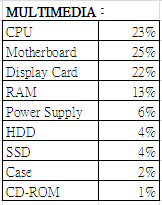 MULTIMEDIA：
CPU 23%
Motherboard 25%
Display Card 22%
RAM 13%
Power Supply 6%
HDD 4%
SSD 4%
Case 2%
CD-ROM 1%